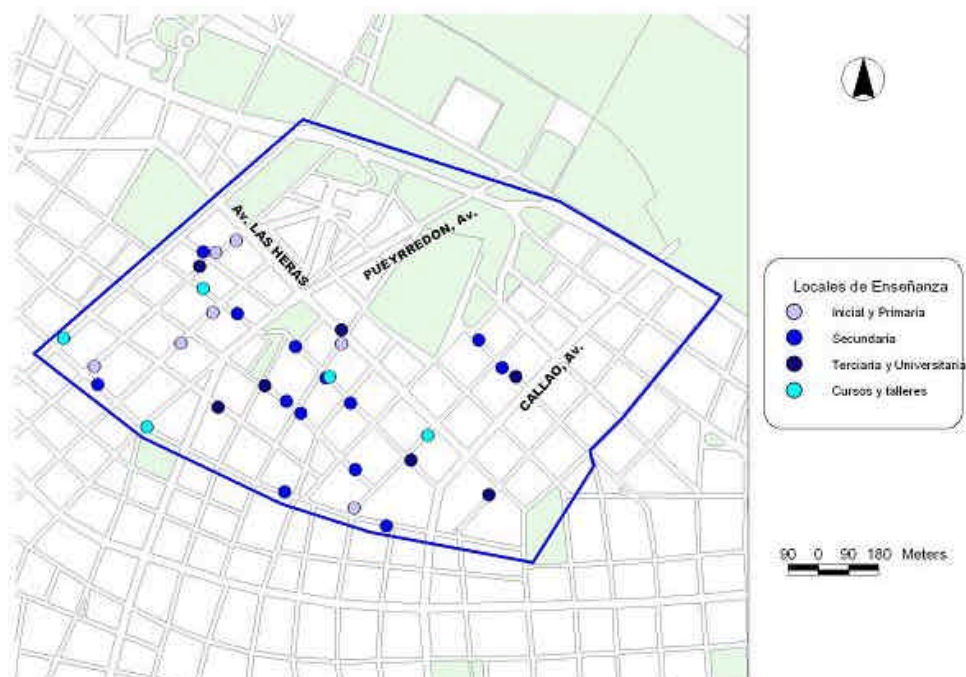 Av. LAS HERAS
PUEYRREDON, Av.
CALLAO, Av.
Locales de Enseñanza
Inicial y Primaria
Secundaria
Terciaria y Universitaria
Cursos y talleres
90 0 90 180 Meters